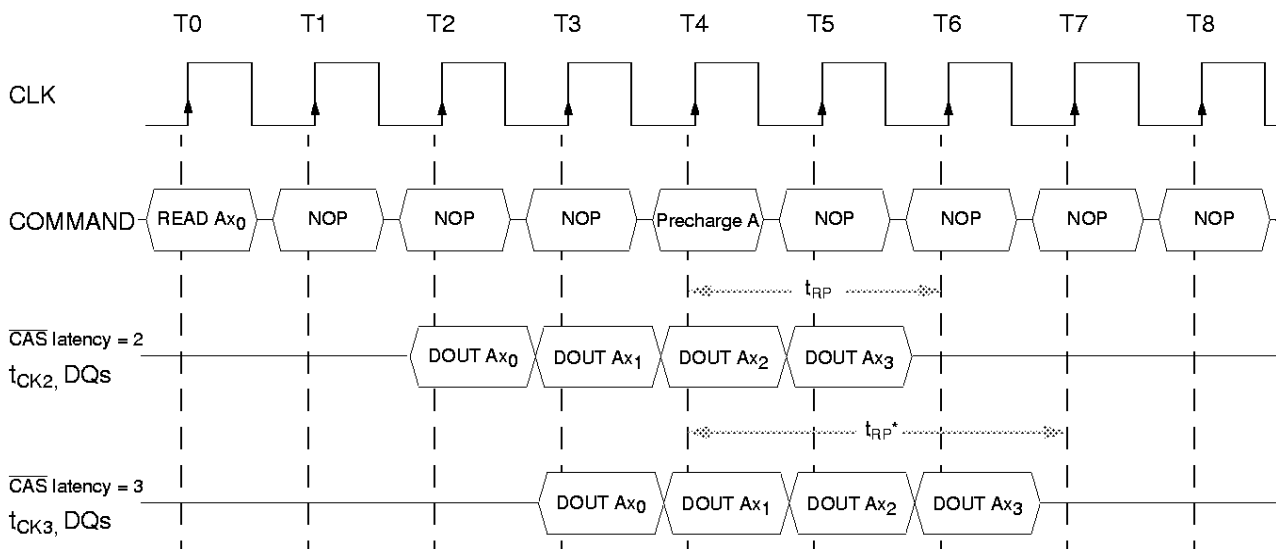 T0 T1 T2 T3 T4 T5 T6 T7 T8
CLK
COMMAND READ Ax0 NOP NOP NOP Precharge A NOP NOP NOP NOP
tRP
CAS latency = 2
tCK2, DQs
DOUT Ax0 DOUT Ax1 DOUT Ax2 DOUT Ax3
tRP*
CAS latency = 3
tCK3, DQs
DOUT Ax0 DOUT Ax1 DOUT Ax2 DOUT Ax3